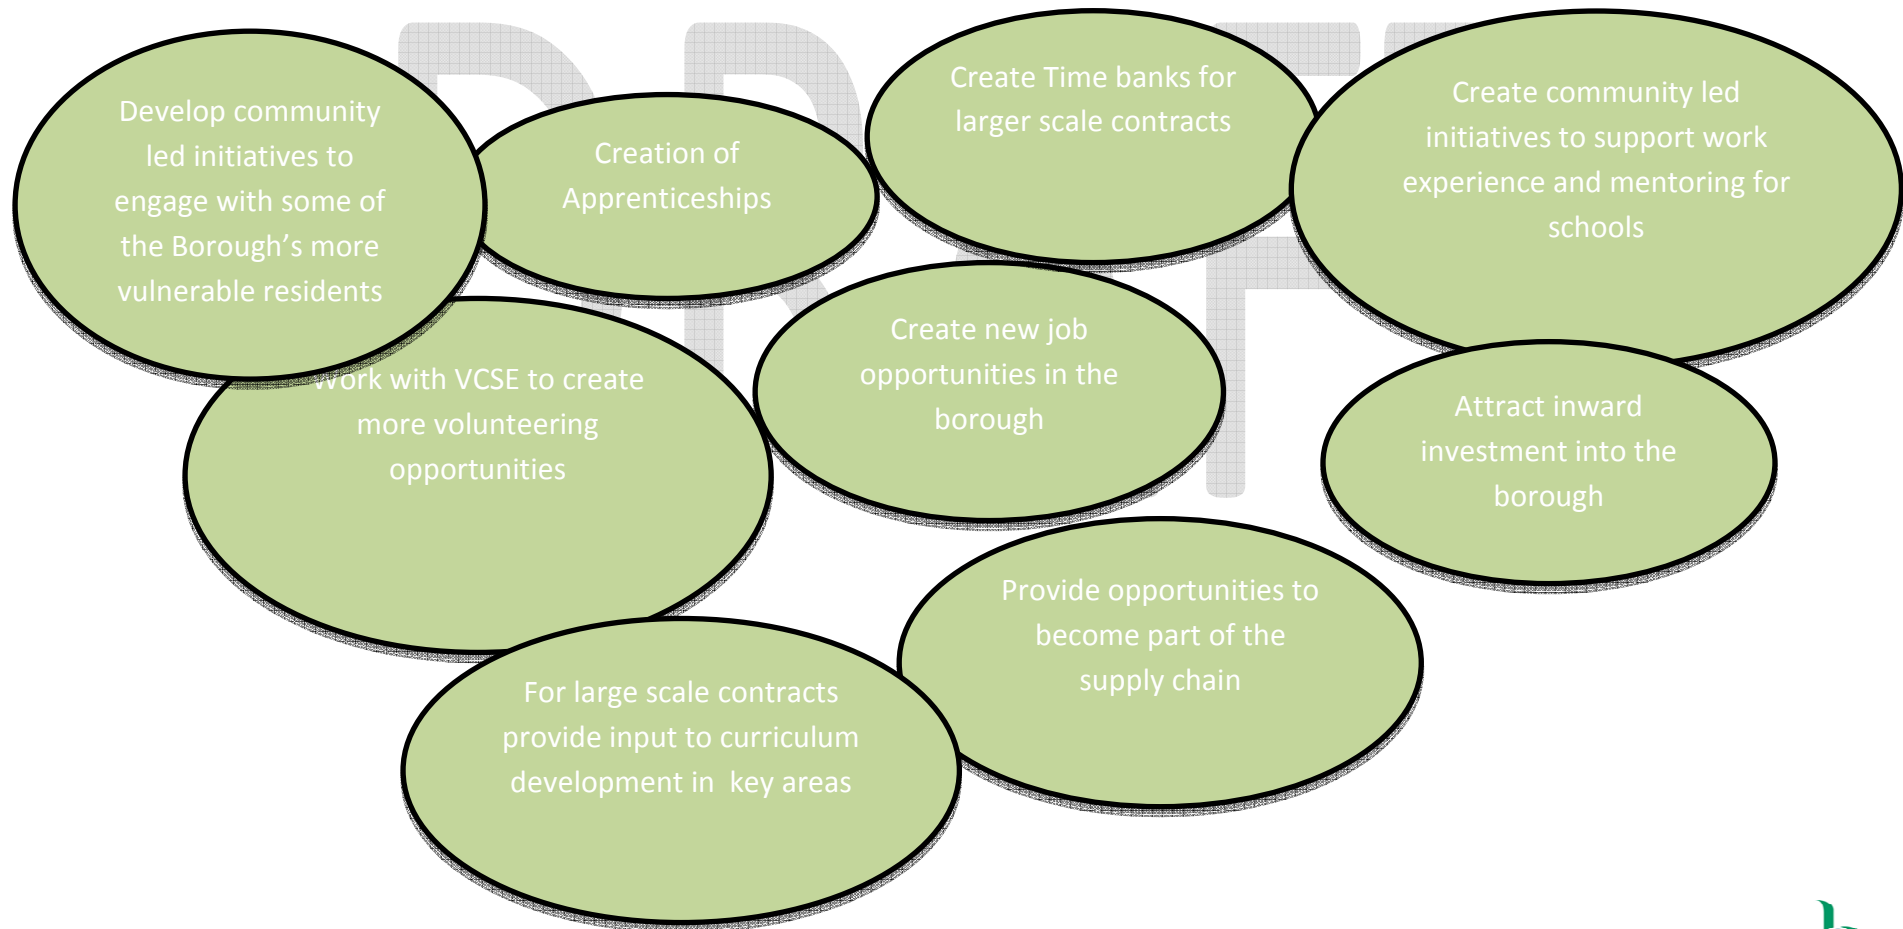 Develop community
led initiatives to
engage with some of
the Borough’s more
vulnerable residents
Creation of
Apprenticeships
Create Time banks for
larger scale contracts
Create community led
initiatives to support work
experience and mentoring for
schools
Work with VCSE to create
more volunteering
opportunities
Create new job
opportunities in the
borough
Attract inward
investment into the
borough
Provide opportunities to
become part of the
supply chain
For large scale contracts
provide input to curriculum
development in  key areas